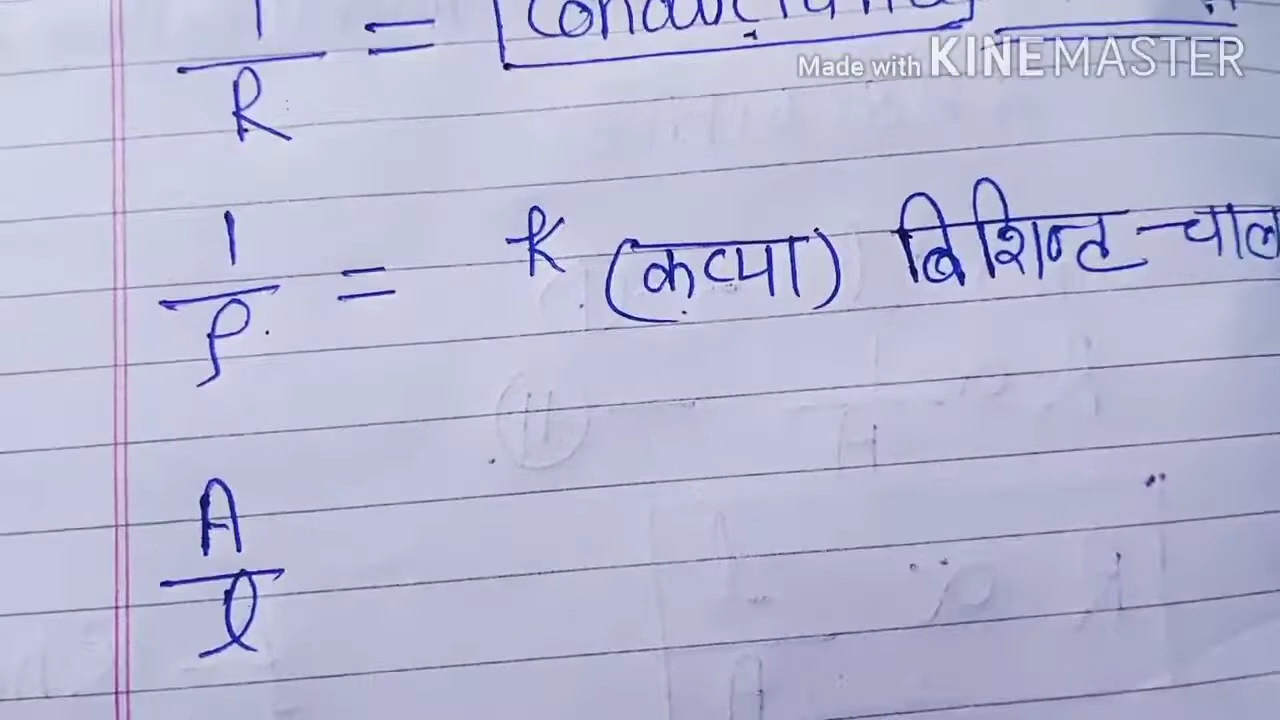 1/R =
Made with KINEMASTER
1/ρ = K (कप्पा) विशिष्ट चाल
A/l